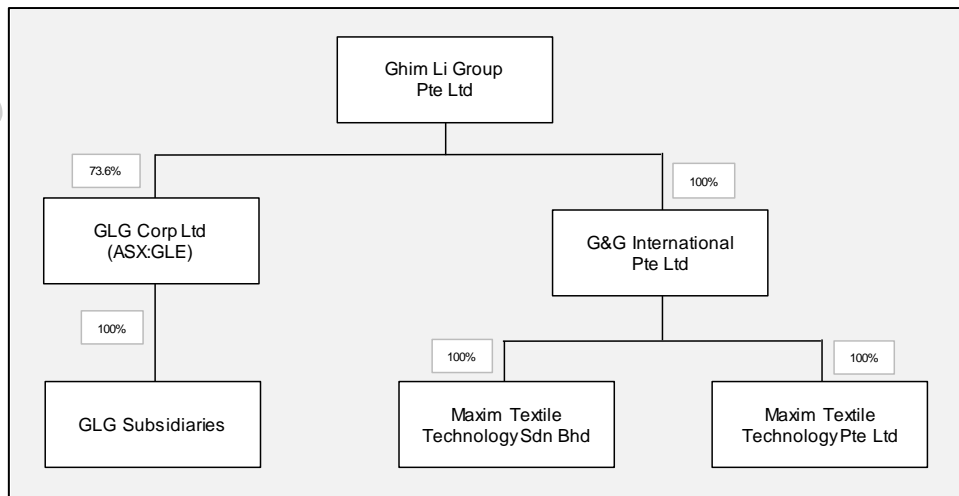 Ghim Li Group
Pte Ltd
73.6%
100%
GLG Corp Ltd
(ASX:GLE)
G&G International
Pte Ltd
100%
100%
100%
GLG Subsidiaries
Maxim Textile
Technology Sdn Bhd
Maxim Textile
Technology Pte Ltd